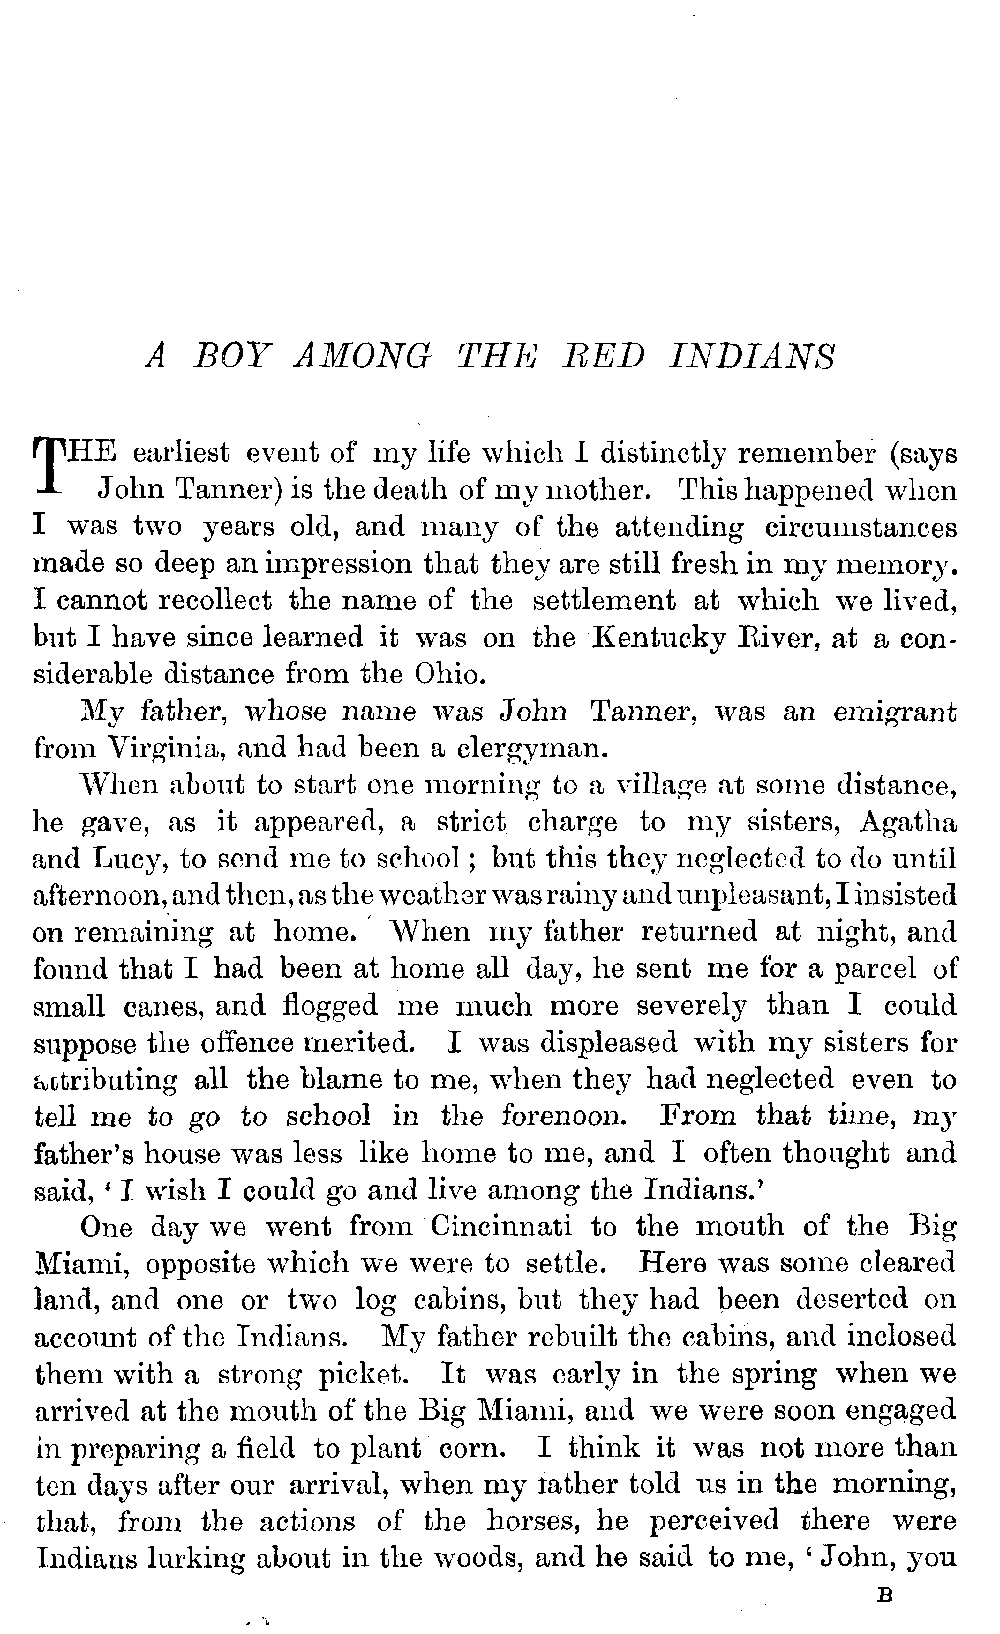 A BOY AMONG THE RED INDIANS
THE earliest event of my life which I distinctly remember (says
John Tanner) is the death of my mother. This happened when
I was two years old, and many of the attending circumstances
made so deep an impression that they are still fresh in my memory.
I cannot recollect the name of the settlement at which we lived,
but I have since learned it was on the Kentucky River, at a con-
siderable distance from the Ohio.
My father, whose name was John Tanner, was an emigrant
from Virginia, and had been a clergyman.
When about to start one morning to a village at some distance,
he gave, as it appeared, a strict charge to my sisters, Agatha
and Lucy, to send me to school ; but this they neglected to do until
afternoon, and then, as the weather was rainy and unpleasant, I insisted
on remaining at home. When my father returned at night, and
found that I had been at home all day, he sent me for a parcel of
small canes, and flogged me much more severely than I could
suppose the offence merited. I was displeased with my sisters for
attributing all the blame to me, when they had neglected even to
tell me to go to school in the forenoon. From that time, my
father's house was less like home to me, and I often thought and
said, ' I wish I could go and live among the Indians.'
One day we went from Cincinnati to the mouth of the Big
Miami, opposite which we were to settle. Here was some cleared
land, and one or two log cabins, but they had been deserted on
account of the Indians. My father rebuilt the cabins, and inclosed
them with a strong picket. It was early in the spring when we
arrived at the mouth of the Big Miami, and we were soon engaged
in preparing a field to plant corn. I think it was not more than
ten days after our arrival, when my father told us in the morning,
that, from the actions of the horses, he perceived there were
Indians lurking about in the woods, and he said to me, ' John, you
B